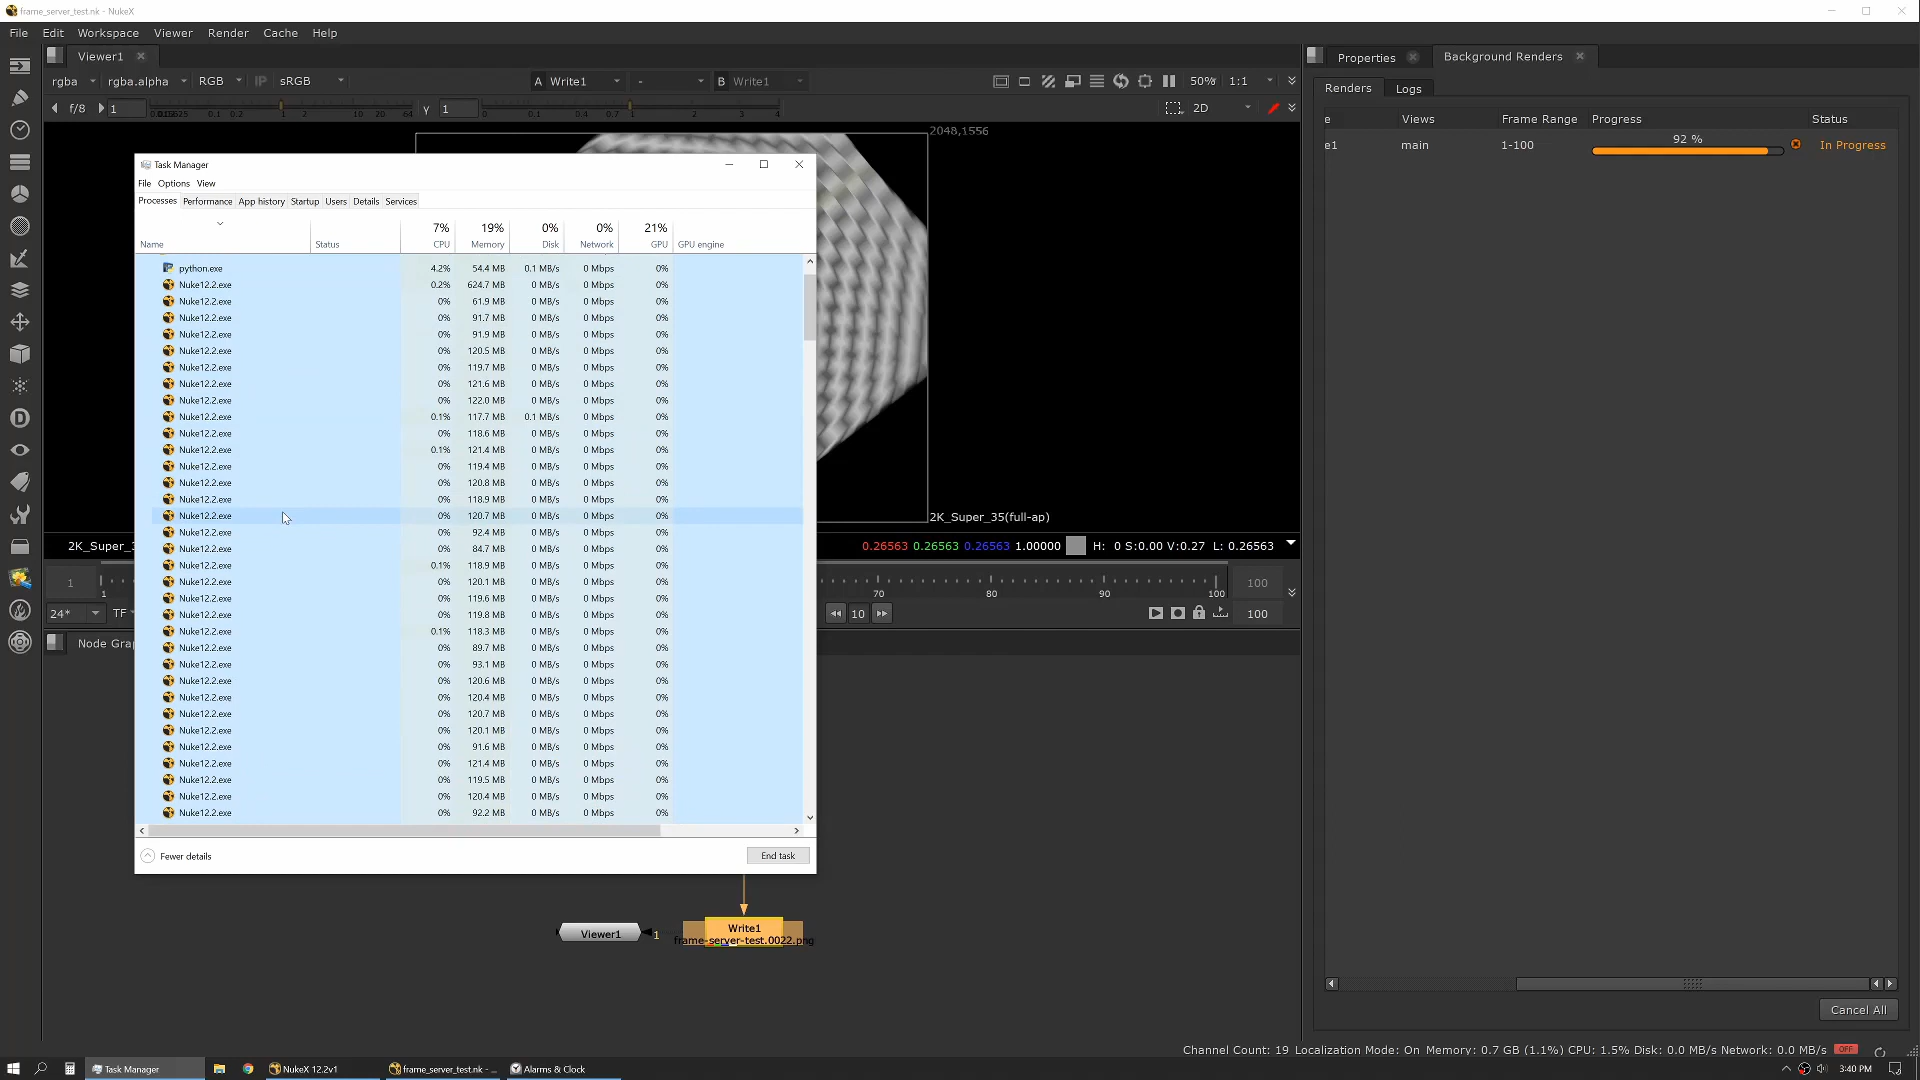 frame_server_test.nk - NukeX
File Edit Workspace Viewer Render Cache Help
Viewer1
Properties
Background Renders
rgba rgba.alpha RGB IP sRGB A Write1 - B Write1 50% 1:1
Renders Logs
f/8 1 0.1 0.2 1 2 10 20 64 γ 1 0 0.1 0.4 0.7 1 2 3 4 2D
e Views Frame Range Progress Status
e1 main 1-100 92 % In Progress
2048,1556
Task Manager
File Options View
Processes Performance App history Startup Users Details Services
7% 19% 0% 0% 21%
Name Status CPU Memory Disk Network GPU GPU engine
python.exe 4.2% 54.4 MB 0.1 MB/s 0 Mbps 0%
Nuke12.2.exe 0.2% 624.7 MB 0 MB/s 0 Mbps 0%
Nuke12.2.exe 0% 61.9 MB 0 MB/s 0 Mbps 0%
Nuke12.2.exe 0% 91.7 MB 0 MB/s 0 Mbps 0%
Nuke12.2.exe 0% 91.9 MB 0 MB/s 0 Mbps 0%
Nuke12.2.exe 0% 120.5 MB 0 MB/s 0 Mbps 0%
Nuke12.2.exe 0% 119.7 MB 0 MB/s 0 Mbps 0%
Nuke12.2.exe 0% 121.6 MB 0 MB/s 0 Mbps 0%
Nuke12.2.exe 0% 122.0 MB 0 MB/s 0 Mbps 0%
Nuke12.2.exe 0.1% 117.7 MB 0.1 MB/s 0 Mbps 0%
Nuke12.2.exe 0% 118.6 MB 0 MB/s 0 Mbps 0%
Nuke12.2.exe 0.1% 121.4 MB 0 MB/s 0 Mbps 0%
Nuke12.2.exe 0% 119.4 MB 0 MB/s 0 Mbps 0%
Nuke12.2.exe 0% 120.8 MB 0 MB/s 0 Mbps 0%
Nuke12.2.exe 0% 118.9 MB 0 MB/s 0 Mbps 0%
Nuke12.2.exe 0% 120.7 MB 0 MB/s 0 Mbps 0%
Nuke12.2.exe 0% 92.4 MB 0 MB/s 0 Mbps 0%
Nuke12.2.exe 0% 84.7 MB 0 MB/s 0 Mbps 0%
Nuke12.2.exe 0.1% 118.9 MB 0 MB/s 0 Mbps 0%
Nuke12.2.exe 0% 120.1 MB 0 MB/s 0 Mbps 0%
Nuke12.2.exe 0% 119.6 MB 0 MB/s 0 Mbps 0%
Nuke12.2.exe 0% 119.8 MB 0 MB/s 0 Mbps 0%
Nuke12.2.exe 0.1% 118.3 MB 0 MB/s 0 Mbps 0%
Nuke12.2.exe 0% 89.7 MB 0 MB/s 0 Mbps 0%
Nuke12.2.exe 0% 93.1 MB 0 MB/s 0 Mbps 0%
Nuke12.2.exe 0% 120.6 MB 0 MB/s 0 Mbps 0%
Nuke12.2.exe 0% 120.4 MB 0 MB/s 0 Mbps 0%
Nuke12.2.exe 0% 120.7 MB 0 MB/s 0 Mbps 0%
Nuke12.2.exe 0% 120.1 MB 0 MB/s 0 Mbps 0%
Nuke12.2.exe 0% 91.6 MB 0 MB/s 0 Mbps 0%
Nuke12.2.exe 0% 121.4 MB 0 MB/s 0 Mbps 0%
Nuke12.2.exe 0% 119.5 MB 0 MB/s 0 Mbps 0%
Nuke12.2.exe 0% 120.4 MB 0 MB/s 0 Mbps 0%
Nuke12.2.exe 0% 92.2 MB 0 MB/s 0 Mbps 0%
Fewer details End task
2K_Super_35(full-ap)
2K_Super_3 0.26563 0.26563 0.26563 1.00000 H: 0 S:0.00 V:0.27 L: 0.26563
1 1 70 80 90 100 100
24* TF 10 100
Node Gra
Viewer1 1 Write1
frame-server-test.0022.png
Cancel All
Channel Count: 19 Localization Mode: On Memory: 0.7 GB (1.1%) CPU: 1.5% Disk: 0.0 MB/s Network: 0.0 MB/s OFF
Task Manager NukeX 12.2v1 frame_server_test.nk - ... Alarms & Clock 3:40 PM